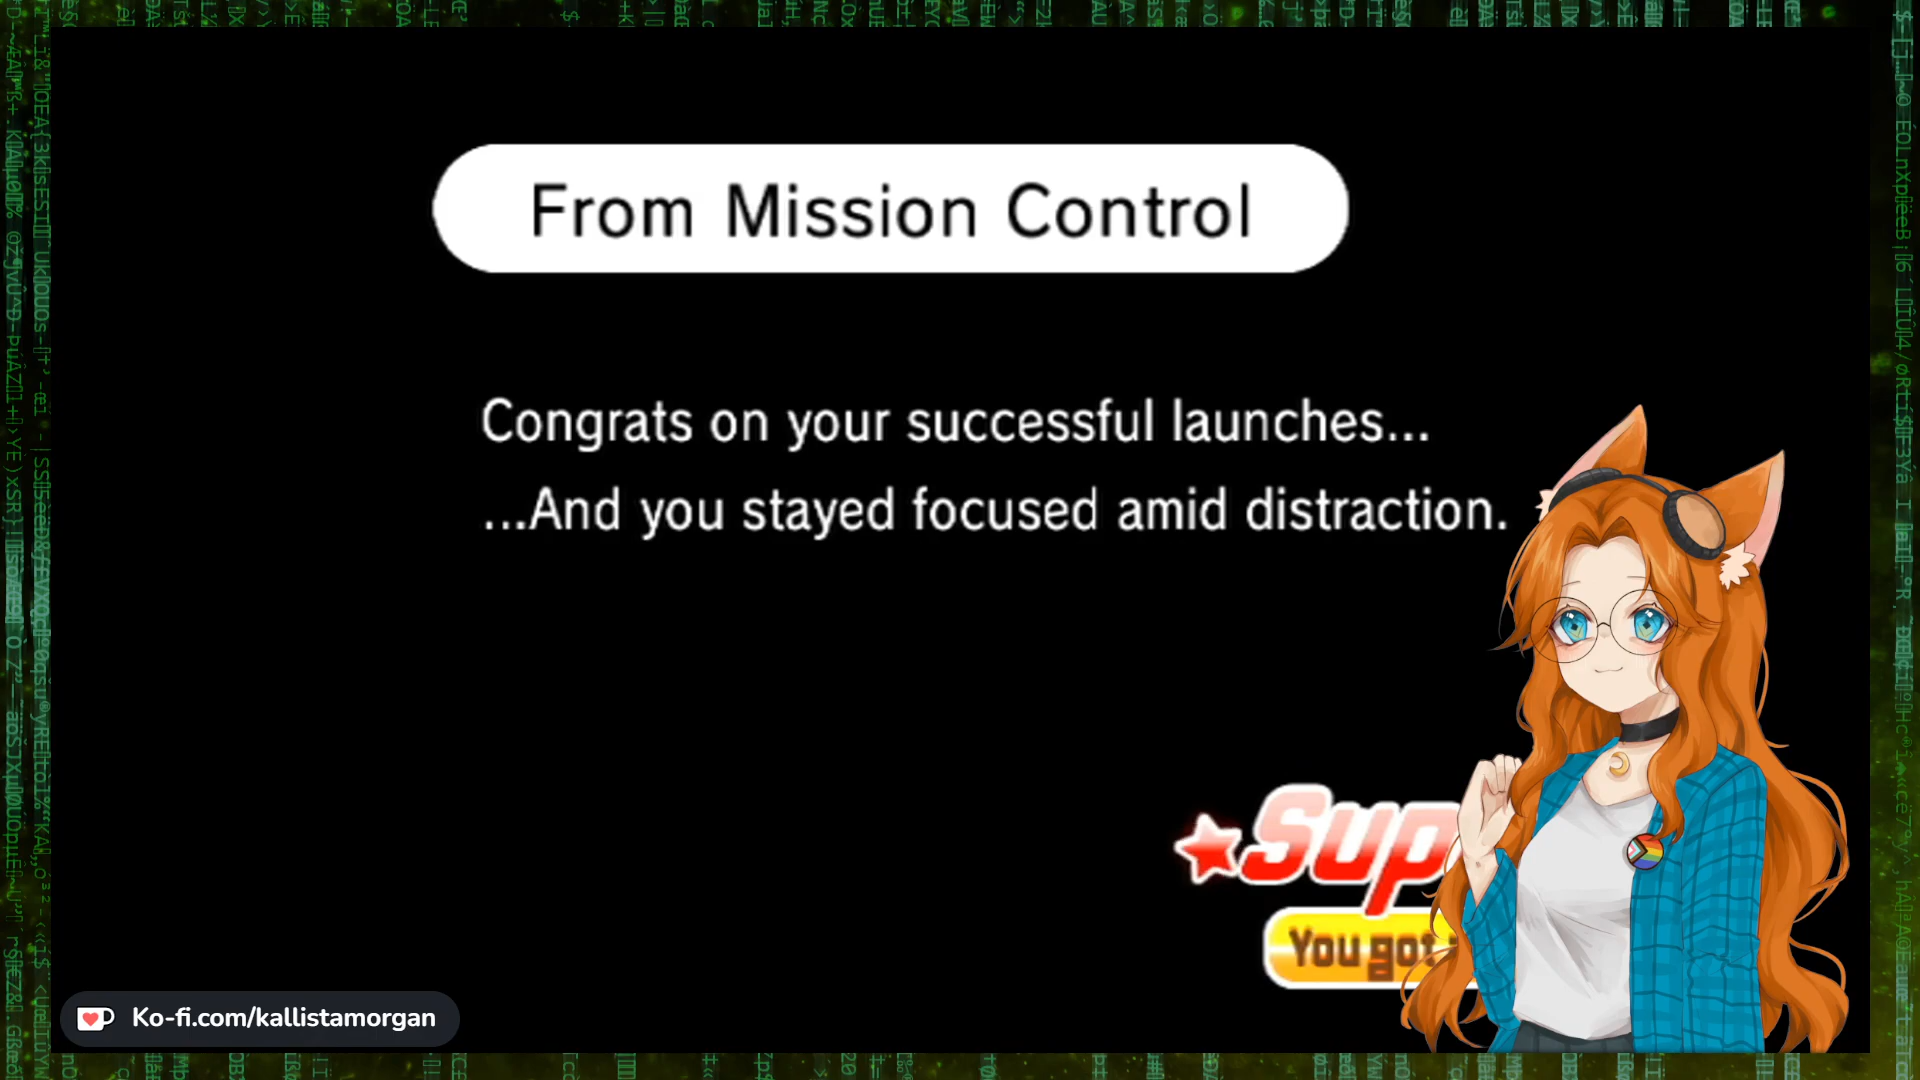 From Mission Control
Congrats on your successful launches...
...And you stayed focused amid distraction.
Sup
You got
Ko-fi.com/kallistamorgan